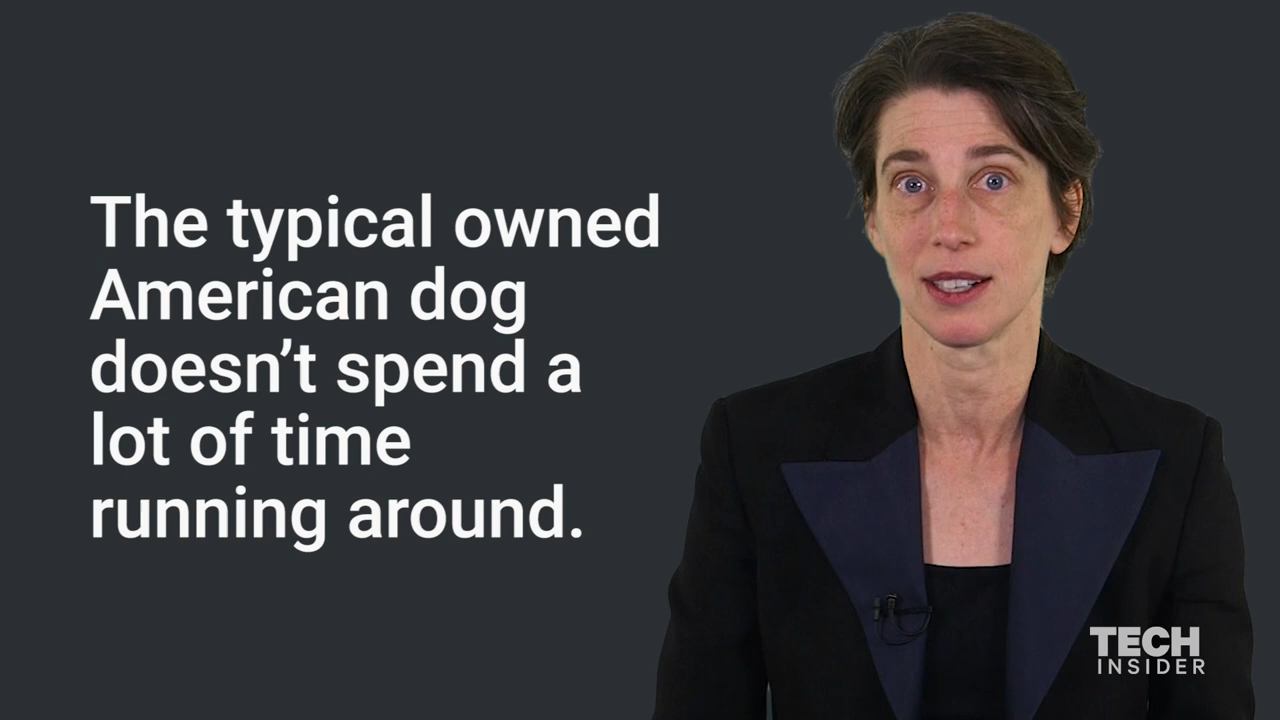 The typical owned
American dog
doesn’t spend a
lot of time
running around.
TECH
INSIDER